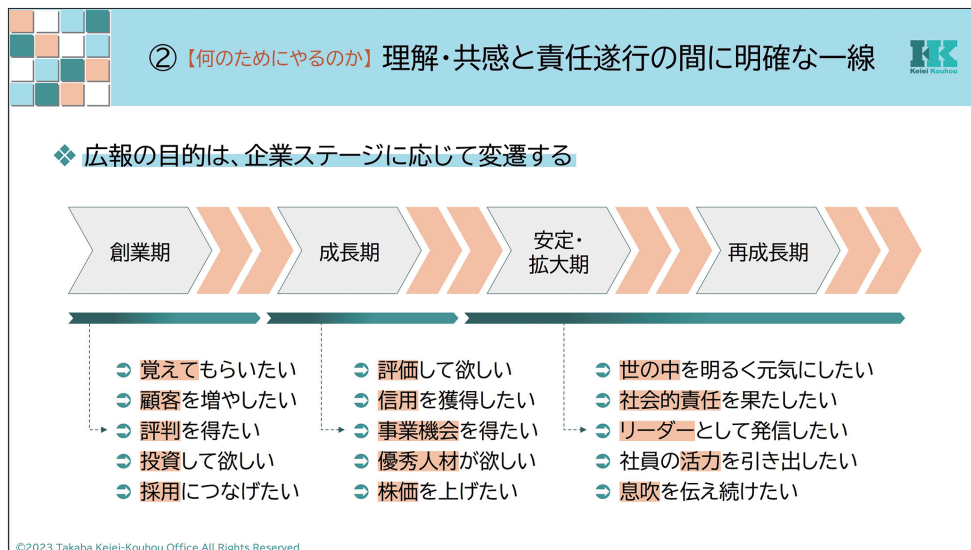 ②【何のためにやるのか】理解・共感と責任遂行の間に明確な一線
KK
Keiei Kouhou
広報の目的は、企業ステージに応じて変遷する
創業期
成長期
安定・
拡大期
再成長期
覚えてもらいたい
顧客を増やしたい
評判を得たい
投資して欲しい
採用につなげたい
評価して欲しい
信用を獲得したい
事業機会を得たい
優秀人材が欲しい
株価を上げたい
世の中を明るく元気にしたい
社会的責任を果たしたい
リーダーとして発信したい
社員の活力を引き出したい
息吹を伝え続けたい
©2023 Takaba Keiei-Kouhou Office All Rights Reserved